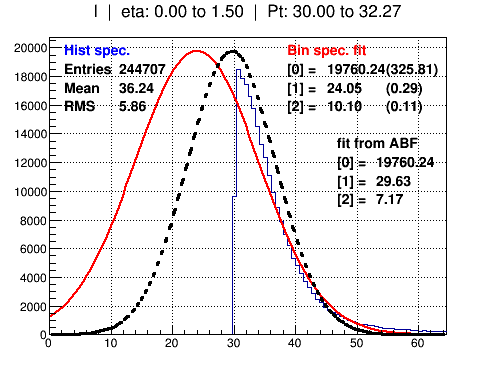 I | eta: 0.00 to 1.50 | Pt: 30.00 to 32.27
Hist spec.
Entries 244707
Mean 36.24
RMS 5.86
Bin spec. fit
[0] = 19760.24(325.81)
[1] = 24.05 (0.29)
[2] = 10.10 (0.11)
fit from ABF
[0] = 19760.24
[1] = 29.63
[2] = 7.17
20000
18000
16000
14000
12000
10000
8000
6000
4000
2000
0
0 10 20 30 40 50 60